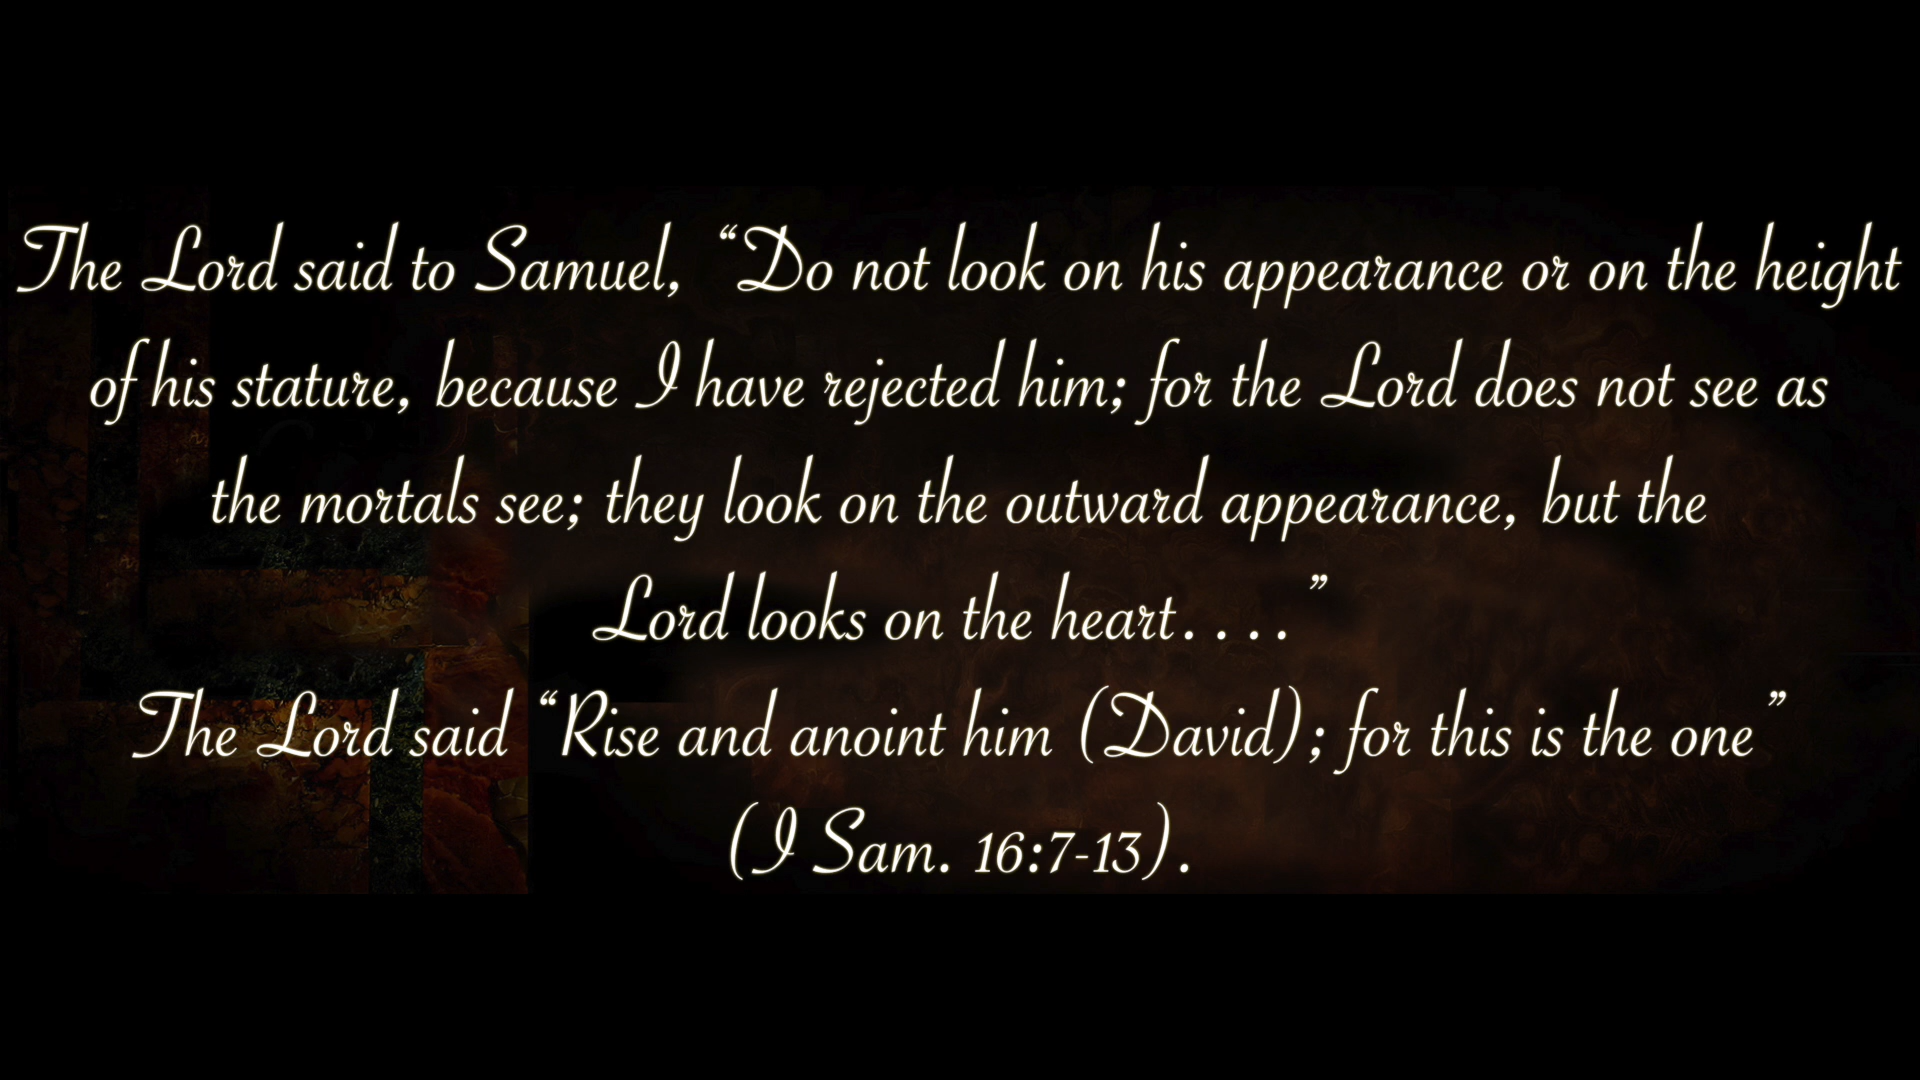 The Lord said to Samuel, “Do not look on his appearance or on the height
of his stature, because I have rejected him; for the Lord does not see as
the mortals see; they look on the outward appearance, but the
Lord looks on the heart. . . . ”
The Lord said “Rise and anoint him (David); for this is the one”
(I Sam. 16:7-13).